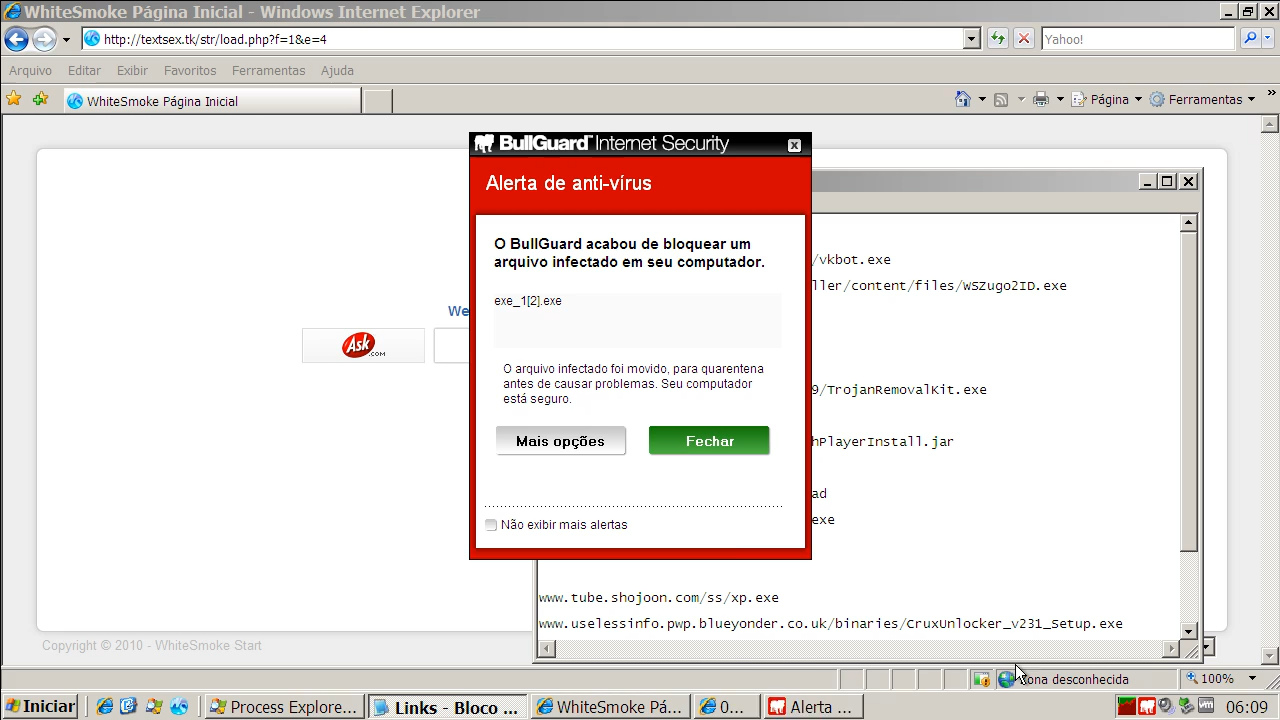 WhiteSmoke Página Inicial - Windows Internet Explorer
http://textsex.tk/str/load.php?f=1&e=4
Yahoo!
Arquivo Editar Exibir Favoritos Ferramentas Ajuda
WhiteSmoke Página Inicial
Página Ferramentas »
BullGuard Internet Security
Alerta de anti-vírus
O BullGuard acabou de bloquear um
arquivo infectado em seu computador.
exe_1[2].exe
O arquivo infectado foi movido, para quarentena
antes de causar problemas. Seu computador
está seguro.
Mais opções Fechar
Não exibir mais alertas
We
Ask.COM
/vkbot.exe
ller/content/files/WSZugo2ID.exe
9/TrojanRemovalKit.exe
hPlayerInstall.jar
ad
exe
www.tube.shojoon.com/ss/xp.exe
www.uselessinfo.pwp.blueyonder.co.uk/binaries/CruxUnlocker_v231_Setup.exe
Copyright © 2010 - WhiteSmoke Start
ona desconhecida 100%
Iniciar Process Explore... Links - Bloco ... WhiteSmoke Pá... 0... Alerta ... 06:09